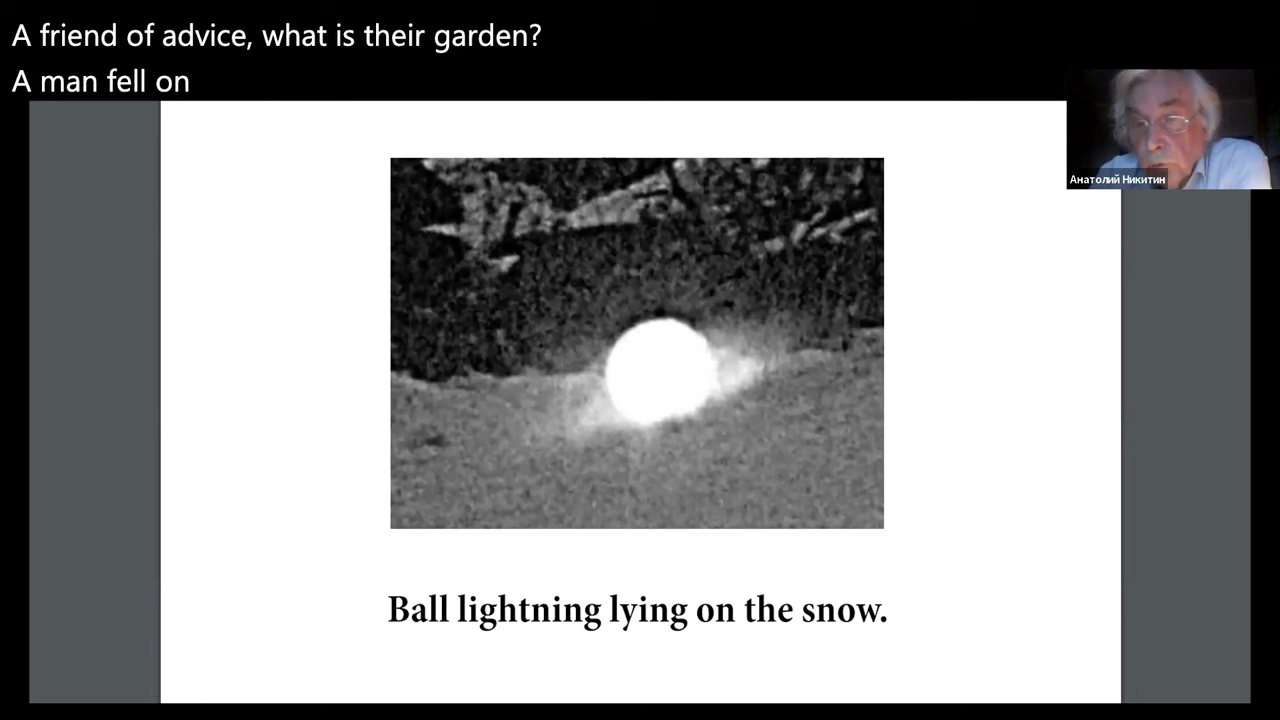 A friend of advice, what is their garden?
A man fell on
Анатолий Никитин
Ball lightning lying on the snow.